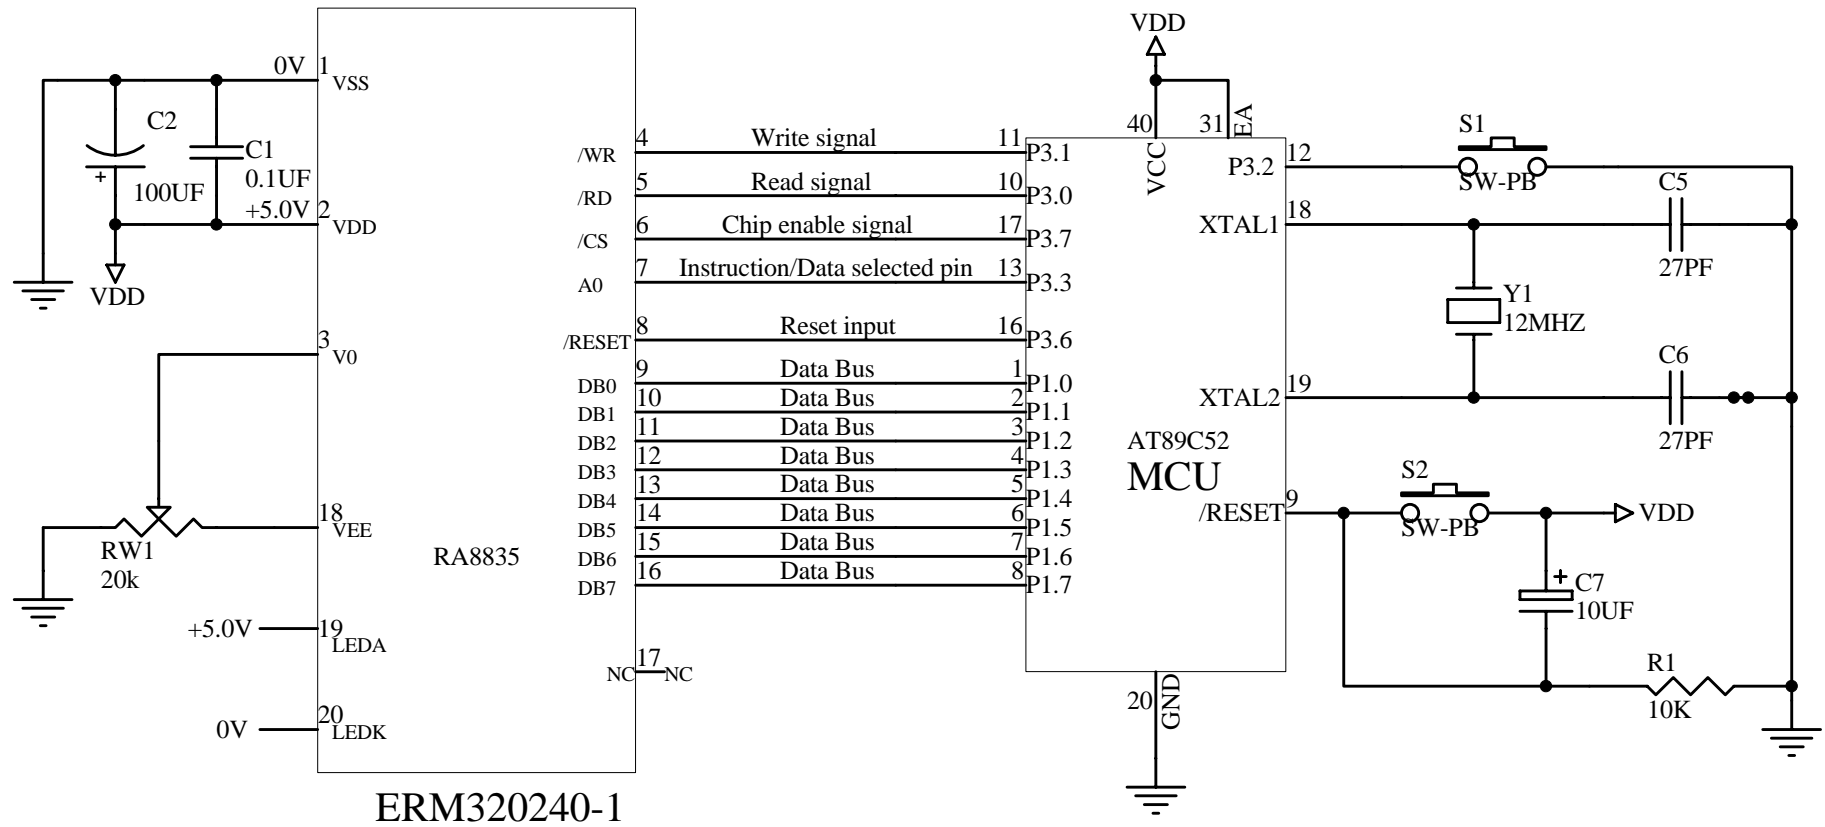 0V 1 VSS
C2
100UF
+
C1
0.1UF
+5.0V 2 VDD
VDD
3 V0
18 VEE
RW1
20k
+5.0V 19 LEDA
0V 20 LEDK
RA8835
ERM320240-1
/WR 4 Write signal 11 P3.1
/RD 5 Read signal 10 P3.0
/CS 6 Chip enable signal 17 P3.7
A0 7 Instruction/Data selected pin 13 P3.3
/RESET 8 Reset input 16 P3.6
DB0 9 Data Bus 1 P1.0
DB1 10 Data Bus 2 P1.1
DB2 11 Data Bus 3 P1.2
DB3 12 Data Bus 4 P1.3
DB4 13 Data Bus 5 P1.4
DB5 14 Data Bus 6 P1.5
DB6 15 Data Bus 7 P1.6
DB7 16 Data Bus 8 P1.7
NC 17 NC
VDD
40 VCC
31 EA
AT89C52
MCU
20 GND
P3.2 12
S1
SW-PB
XTAL1 18
C5
27PF
Y1
12MHZ
XTAL2 19
C6
27PF
/RESET 9
S2
SW-PB
VDD
+
C7
10UF
R1
10K